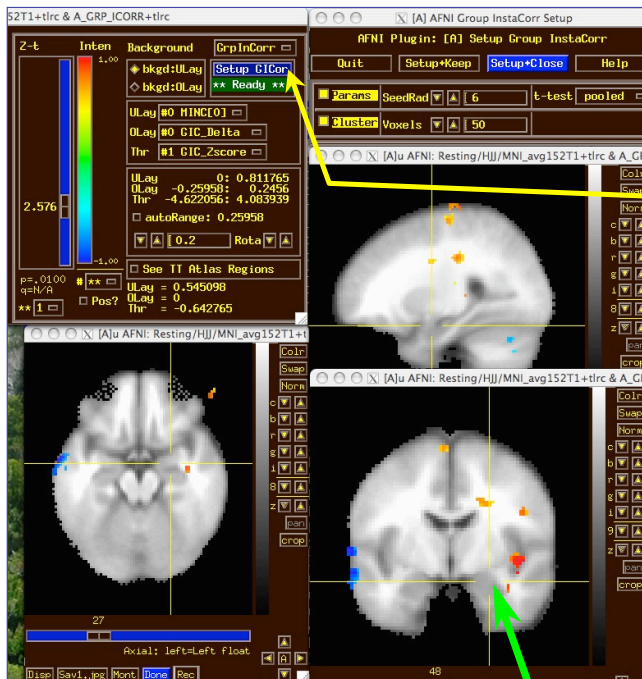 52T1+tlrc & A_GRP_ICORR+tlrc
Z-t
Inten
Background
GrpInCorr
1.00
bkgd:ULay
Setup GICor
bkgd:OLay
** Ready **
ULay #0 MINC[0]
OLay #0 GIC_Delta
Thr #1 GIC_Zscore
ULay 0: 0.811765
OLay -0.25958: 0.2456
Thr -4.622056: 4.083939
2.576
autoRange: 0.25958
0.2
Rota
-1.00
See TT Atlas Regions
p=.0100
q=N/A
# **
Pos?
** 1
ULay = 0.545098
OLay = 0
Thr = -0.642765
X [A] AFNI Group InstaCorr Setup
AFNI Plugin: [A] Setup Group InstaCorr
Quit
Setup+Keep
Setup+Close
Help
Params
SeedRad
6
t-test
pooled
Cluster
Voxels
50
X [A]u AFNI: Resting/HJJ/MNI_avg152T1+tlrc & A_G
Colr
Swap
Norm
c
b
r
g
i
8
z
pan
crop
X [A]u AFNI: Resting/HJJ/MNI_avg152T1+t
Colr
Swap
Norm
c
b
r
g
i
8
z
pan
crop
27
Axial: left=Left float
A
Disp
Sav1.jpg
Mont
Done
Rec
X [A]u AFNI: Resting/HJJ/MNI_avg152T1+tlrc & A_G
Colr
Swap
Norm
c
b
r
g
i
9
z
pan
crop
48